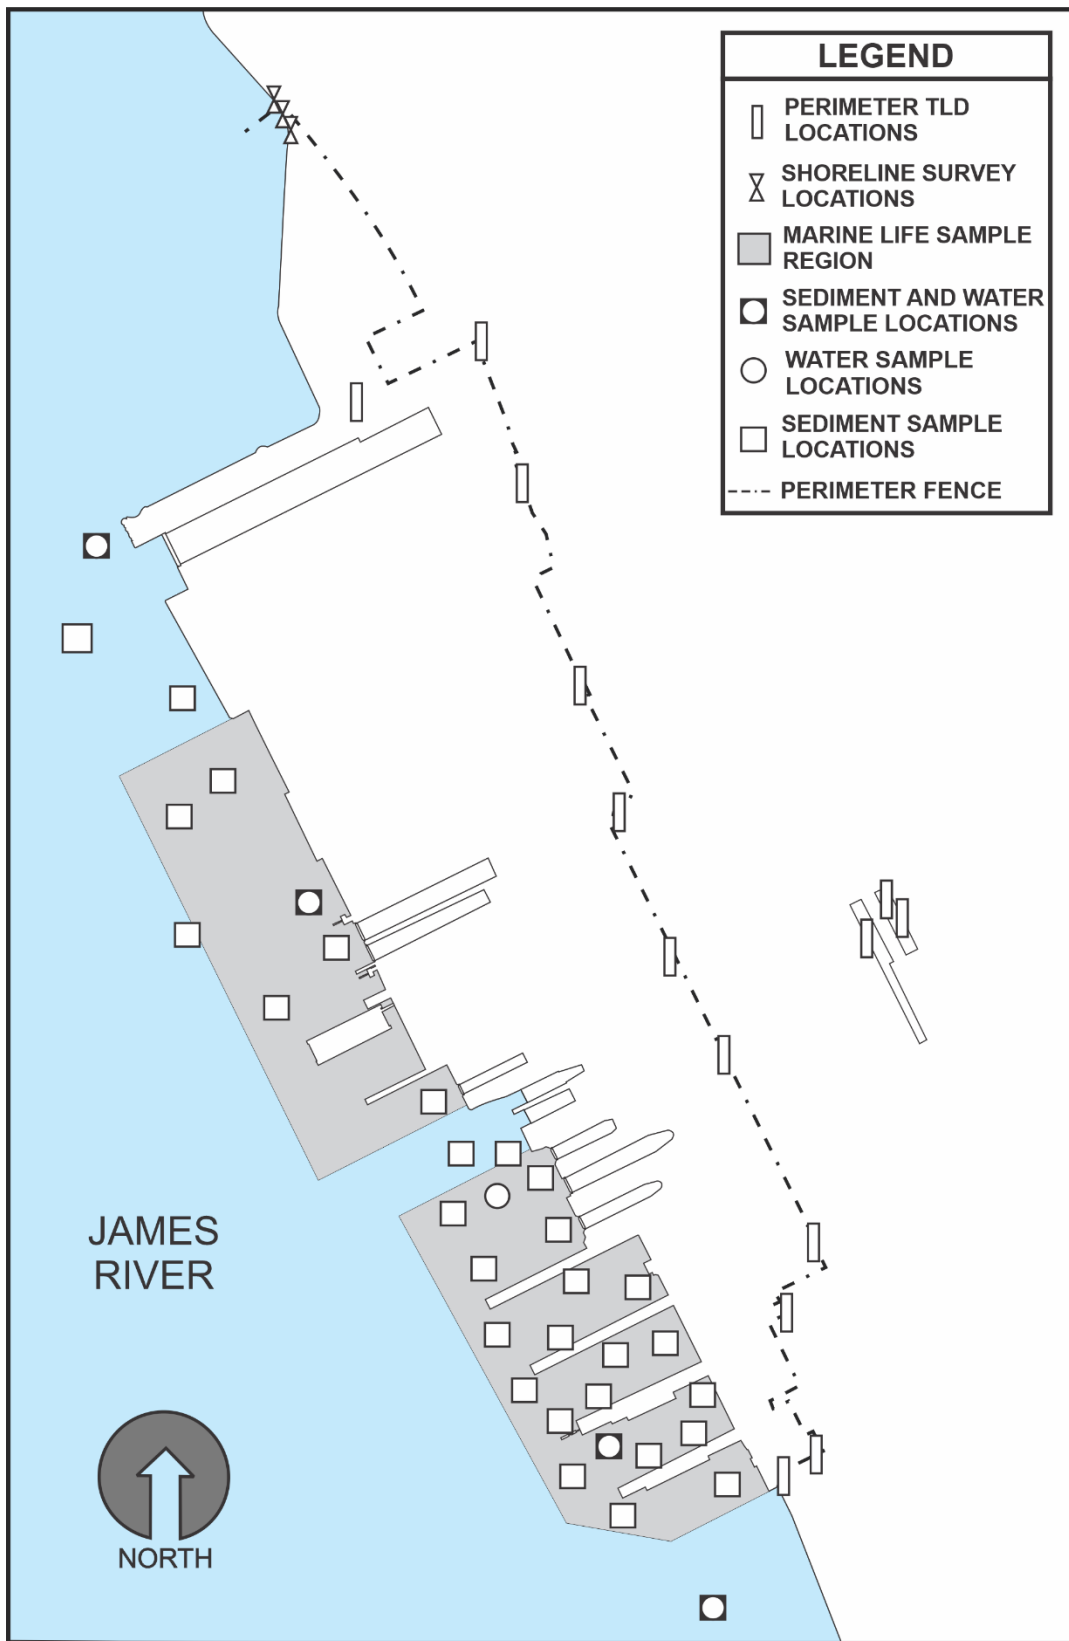 LEGEND
PERIMETER TLD
LOCATIONS
SHORELINE SURVEY
LOCATIONS
MARINE LIFE SAMPLE
REGION
SEDIMENT AND WATER
SAMPLE LOCATIONS
WATER SAMPLE
LOCATIONS
SEDIMENT SAMPLE
LOCATIONS
PERIMETER FENCE
JAMES
RIVER
NORTH